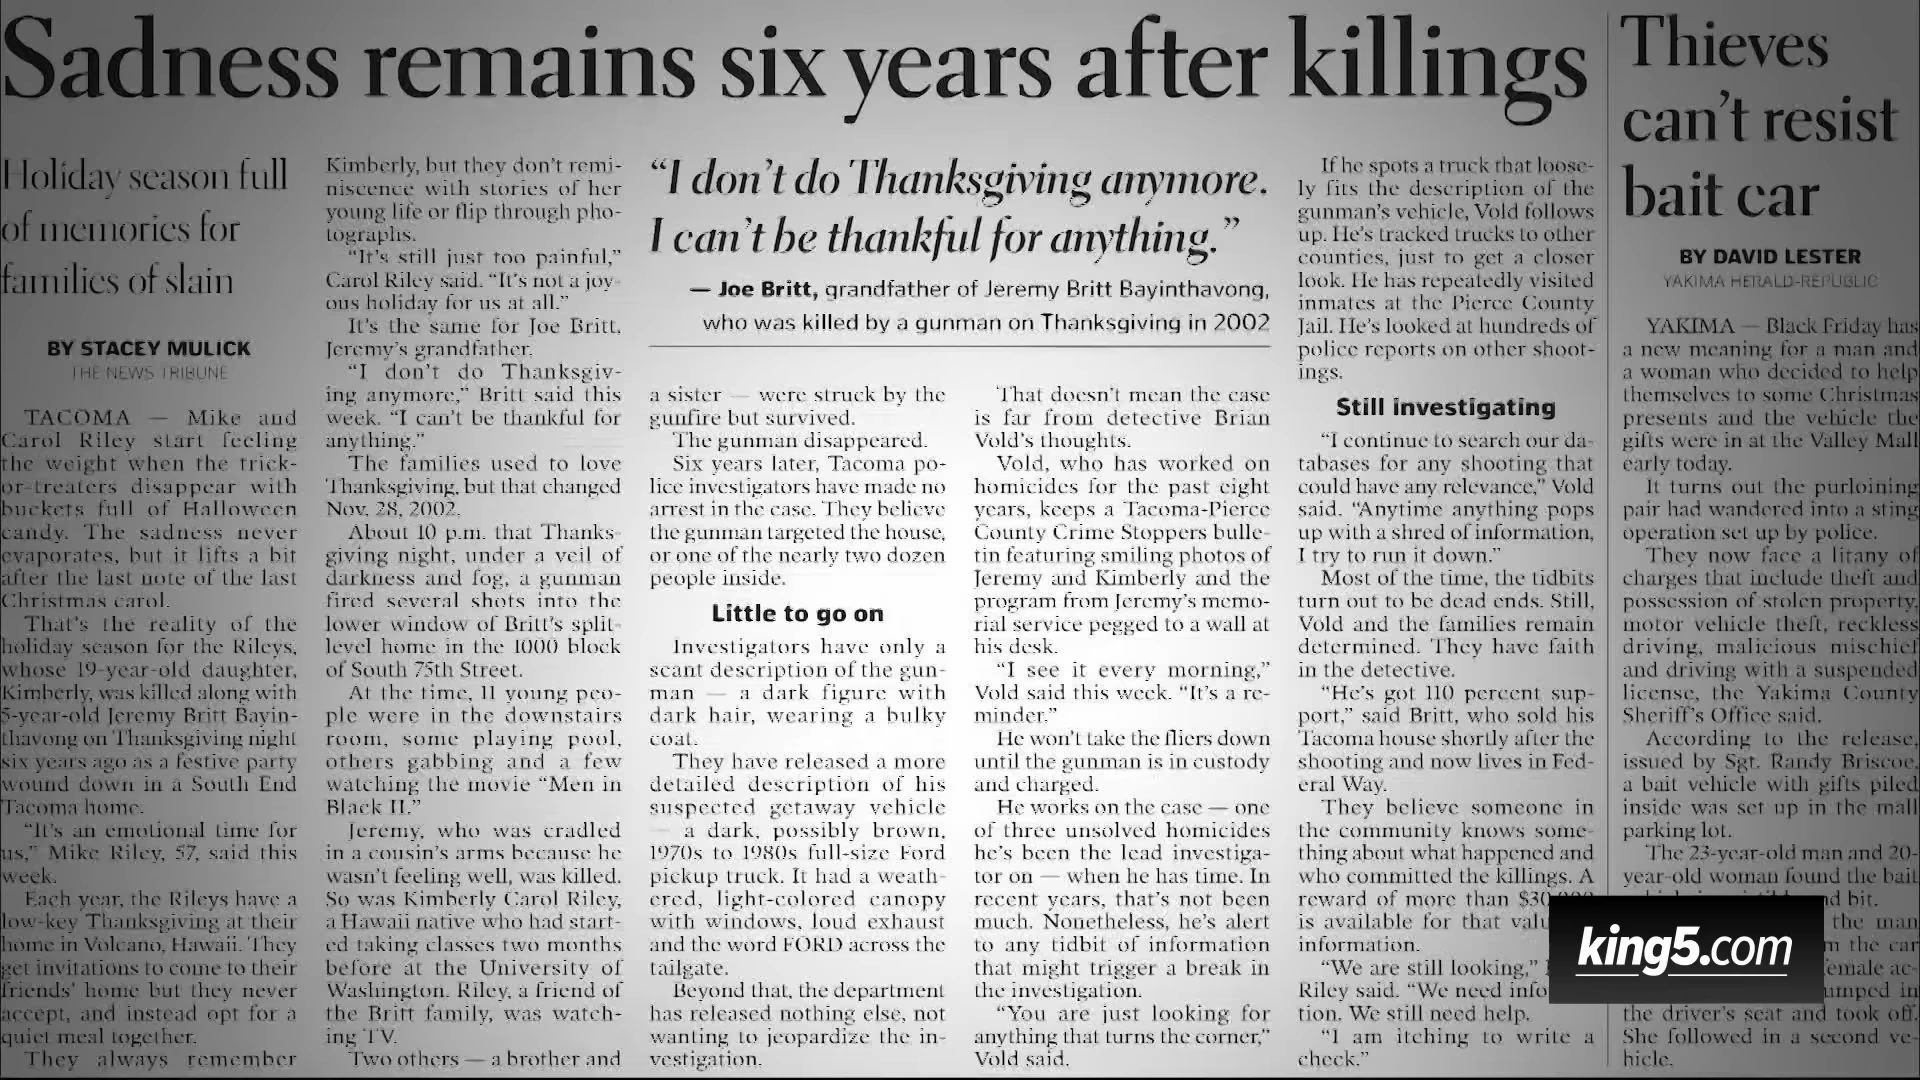 Sadness remains six years after killings
Holiday season full
of memories for
families of slain
BY STACEY MULICK
THE NEWS TRIBUNE
TACOMA — Mike and
Carol Riley start feeling
the weight when the trick-
or-treaters disappear with
buckets full of Halloween
candy. The sadness never
evaporates, but it lifts a bit
after the last note of the last
Christmas carol.
That's the reality of the
holiday season for the Rileys,
whose 19-year-old daughter,
Kimberly, was killed along with
5-year-old Jeremy Britt Bayin-
thavong on Thanksgiving night
six years ago as a festive party
wound down in a South End
Tacoma home.
“It's an emotional time for
us,” Mike Riley, 57, said this
week.
Each year, the Rileys have a
low-key Thanksgiving at their
home in Volcano, Hawaii. They
get invitations to come to their
friends' home but they never
accept, and instead opt for a
quiet meal together.
They always remember
Kimberly, but they don't remi-
niscence with stories of her
young life or flip through pho-
tographs.
“It's still just too painful,”
Carol Riley said. “It's not a joy-
ous holiday for us at all.”
It's the same for Joe Britt,
Jeremy's grandfather.
“I don't do Thanksgiv-
ing anymore,” Britt said this
week. “I can't be thankful for
anything.”
The families used to love
Thanksgiving, but that changed
Nov. 28, 2002.
About 10 p.m. that Thanks-
giving night, under a veil of
darkness and fog, a gunman
fired several shots into the
lower window of Britt's split-
level home in the 1000 block
of South 75th Street.
At the time, 11 young peo-
ple were in the downstairs
room, some playing pool,
others gabbing and a few
watching the movie “Men in
Black II.”
Jeremy, who was cradled
in a cousin's arms because he
wasn't feeling well, was killed.
So was Kimberly Carol Riley,
a Hawaii native who had start-
ed taking classes two months
before at the University of
Washington. Riley, a friend of
the Britt family, was watch-
ing TV.
Two others — a brother and
“I don't do Thanksgiving anymore.
I can't be thankful for anything.”
— Joe Britt, grandfather of Jeremy Britt Bayinthavong,
who was killed by a gunman on Thanksgiving in 2002
a sister — were struck by the
gunfire but survived.
The gunman disappeared.
Six years later, Tacoma po-
lice investigators have made no
arrest in the case. They believe
the gunman targeted the house,
or one of the nearly two dozen
people inside.
Little to go on
Investigators have only a
scant description of the gun-
man — a dark figure with
dark hair, wearing a bulky
coat.
They have released a more
detailed description of his
suspected getaway vehicle
— a dark, possibly brown,
1970s to 1980s full-size Ford
pickup truck. It had a weath-
ered, light-colored canopy
with windows, loud exhaust
and the word FORD across the
tailgate.
Beyond that, the department
has released nothing else, not
wanting to jeopardize the in-
vestigation.
That doesn't mean the case
is far from detective Brian
Vold's thoughts.
Vold, who has worked on
homicides for the past eight
years, keeps a Tacoma-Pierce
County Crime Stoppers bulle-
tin featuring smiling photos of
Jeremy and Kimberly and the
program from Jeremy's memo-
rial service pegged to a wall at
his desk.
“I see it every morning,”
Vold said this week. “It's a re-
minder.”
He won't take the fliers down
until the gunman is in custody
and charged.
He works on the case — one
of three unsolved homicides
he's been the lead investiga-
tor on — when he has time. In
recent years, that's not been
much. Nonetheless, he's alert
to any tidbit of information
that might trigger a break in
the investigation.
“You are just looking for
anything that turns the corner,”
Vold said.
If he spots a truck that loose-
ly fits the description of the
gunman's vehicle, Vold follows
up. He's tracked trucks to other
counties, just to get a closer
look. He has repeatedly visited
inmates at the Pierce County
Jail. He's looked at hundreds of
police reports on other shoot-
ings.
Still investigating
“I continue to search our da-
tabases for any shooting that
could have any relevance,” Vold
said. “Anytime anything pops
up with a shred of information,
I try to run it down.”
Most of the time, the tidbits
turn out to be dead ends. Still,
Vold and the families remain
determined. They have faith
in the detective.
“He's got 110 percent sup-
port,” said Britt, who sold his
Tacoma house shortly after the
shooting and now lives in Fed-
eral Way.
They believe someone in
the community knows some-
thing about what happened and
who committed the killings. A
reward of more than
is available for that
information.
“We are still looking,”
Riley said. “We need
tion. We still need help.
“I am itching to write a
check.”
Thieves
can't resist
bait car
BY DAVID LESTER
YAKIMA HERALD-REPUBLIC
YAKIMA — Black Friday has
a new meaning for a man and
a woman who decided to help
themselves to some Christmas
presents and the vehicle the
gifts were in at the Valley Mall
early today.
It turns out the purloining
pair had wandered into a sting
operation set up by police.
They now face a litany of
charges that include theft and
possession of stolen property,
motor vehicle theft, reckless
driving, malicious mischief
and driving with a suspended
license, the Yakima County
Sheriff's Office said.
According to the release,
issued by Sgt. Randy Briscoe,
a bait vehicle with gifts piled
inside was set up in the mall
parking lot.
The 23-year-old man and 20-
year-old woman found the bait
bit.
the man
the car
the driver's seat and took off.
She followed in a second ve-
hicle.
king5.com